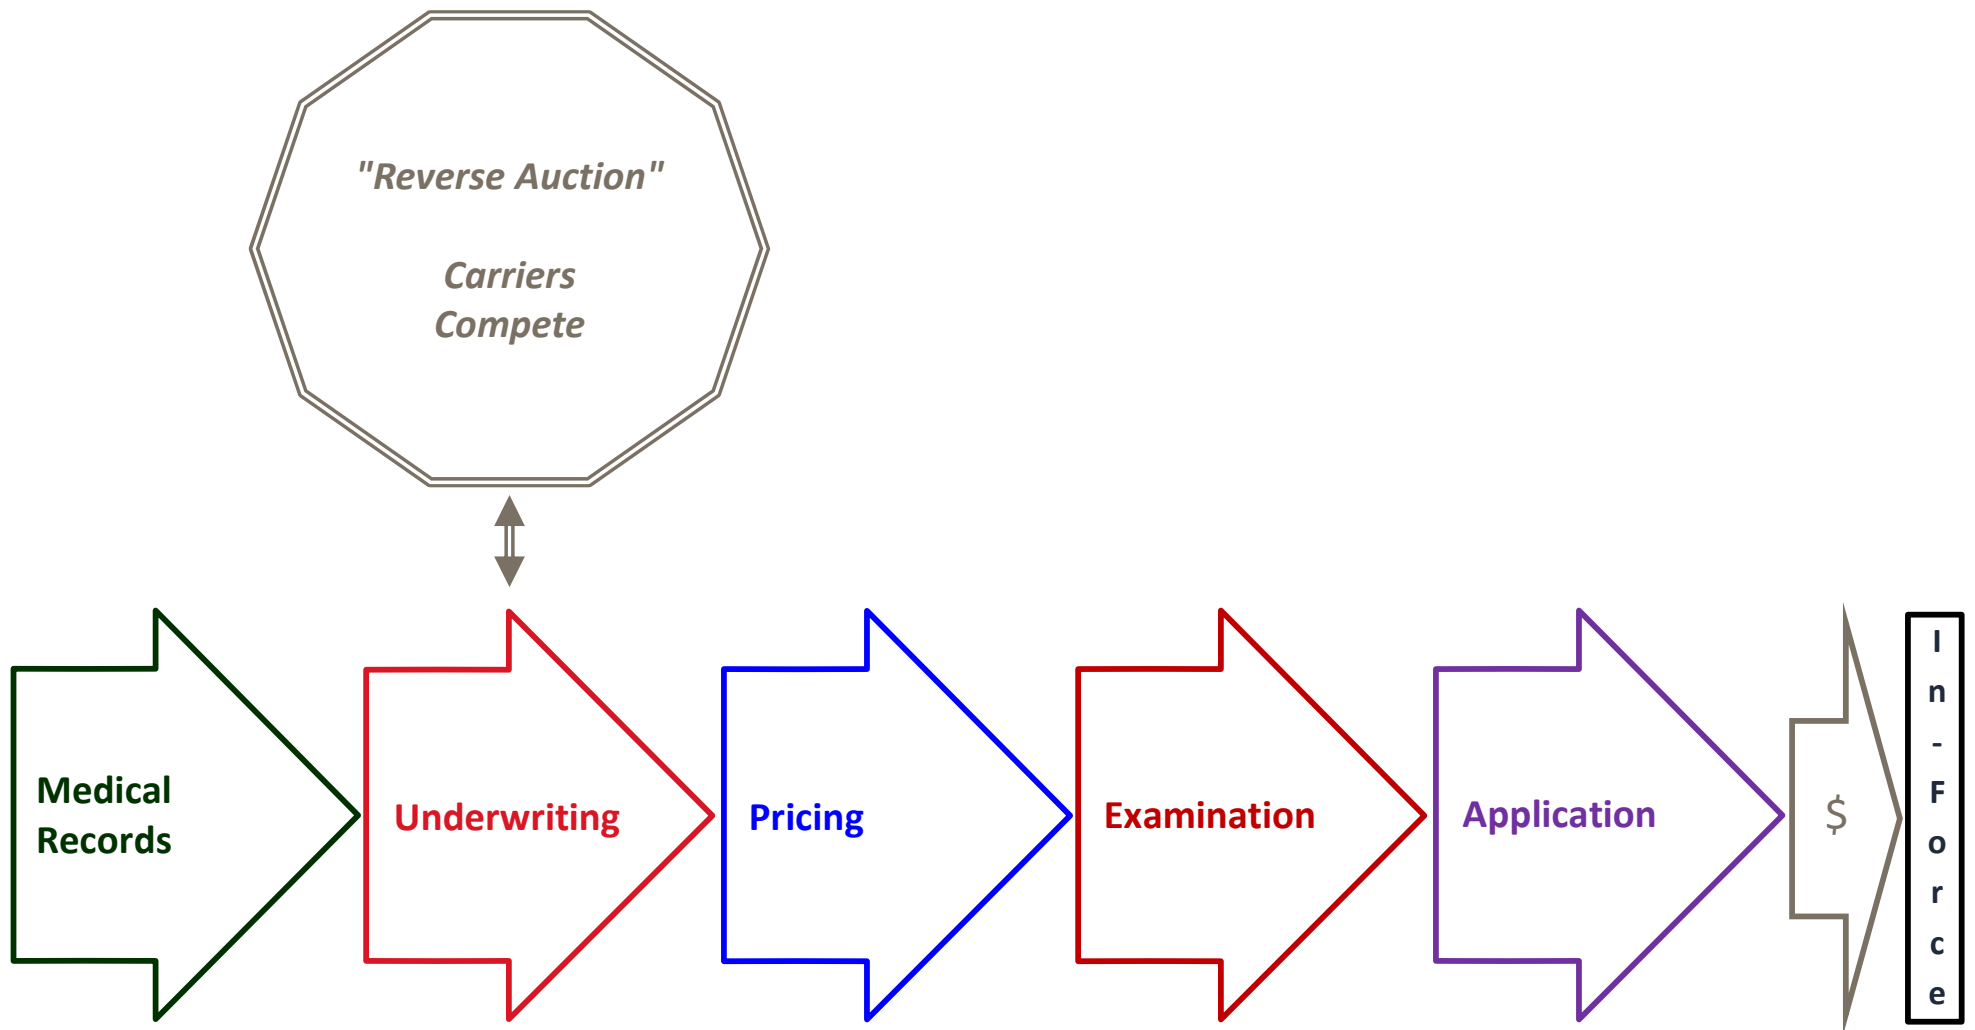 "Reverse Auction"
Carriers
Compete
Medical
Records
Underwriting
Pricing
Examination
Application
$
I
n
-
F
o
r
c
e